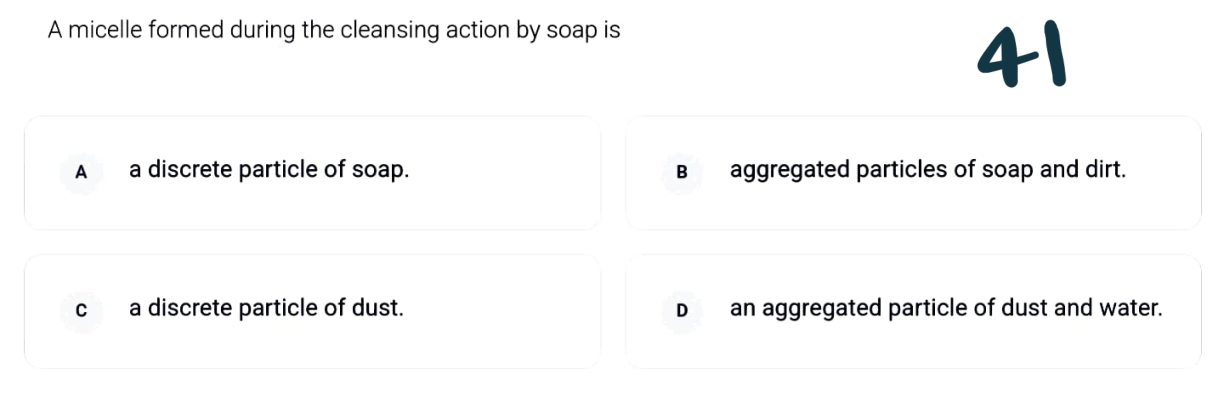 A micelle formed during the cleansing action by soap is
41
A a discrete particle of soap.
B aggregated particles of soap and dirt.
C a discrete particle of dust.
D an aggregated particle of dust and water.